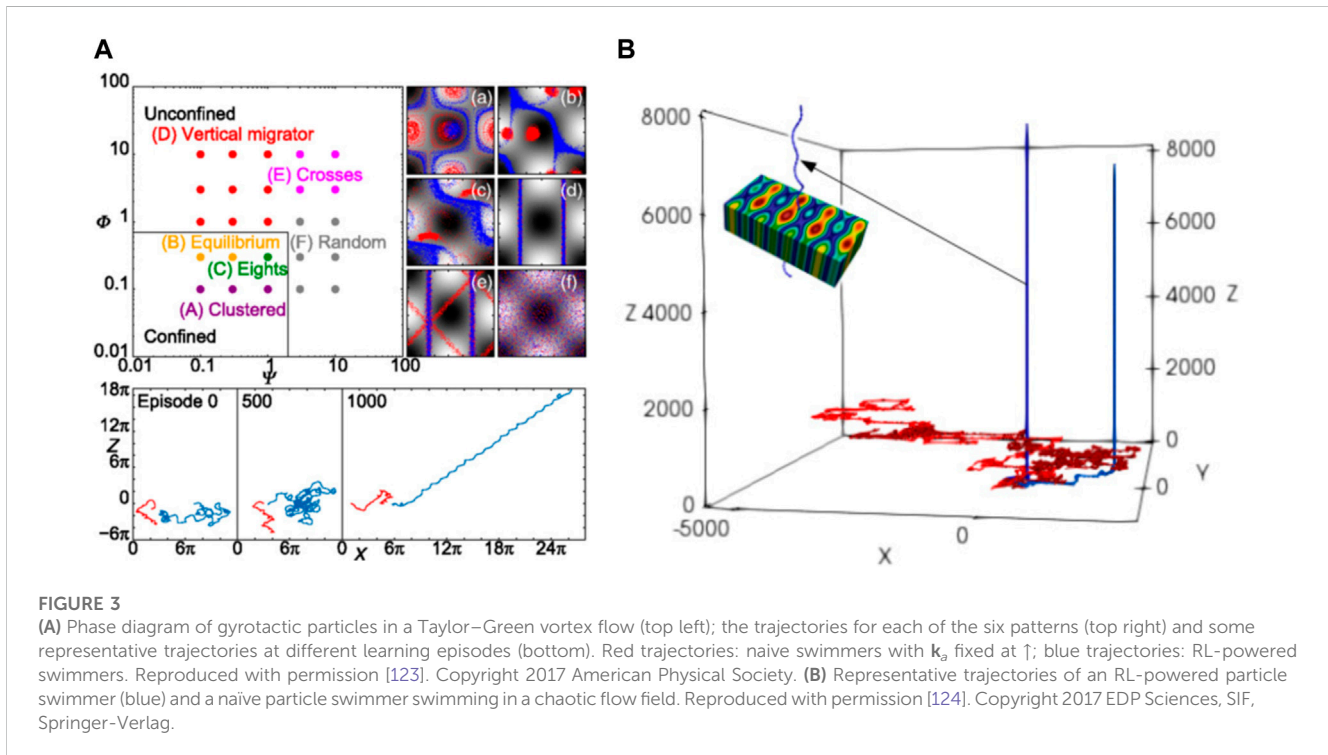 A
B
100
10
1
0.1
0.01
Φ
Unconfined
(D) Vertical migrator
(E) Crosses
(B) Equilibrium
(F) Random
(C) Eights
(A) Clustered
Confined
0.01 0.1 1 10 100
Ψ
(a) (b)
(c) (d)
(e) (f)
18π
12π
Z
6π
0
−6π
Episode 0
500
1000
0 6π 0 6π 0 6π 12π 18π 24π
X
8000
6000
Z 4000
2000
0
-5000
0
X
8000
6000
4000
2000
0
Z
0
Y
FIGURE 3
(A) Phase diagram of gyrotactic particles in a Taylor–Green vortex flow (top left); the trajectories for each of the six patterns (top right) and some
representative trajectories at different learning episodes (bottom). Red trajectories: naive swimmers with kₐ fixed at ↑; blue trajectories: RL-powered
swimmers. Reproduced with permission [123]. Copyright 2017 American Physical Society. (B) Representative trajectories of an RL-powered particle
swimmer (blue) and a naïve particle swimmer swimming in a chaotic flow field. Reproduced with permission [124]. Copyright 2017 EDP Sciences, SIF,
Springer-Verlag.